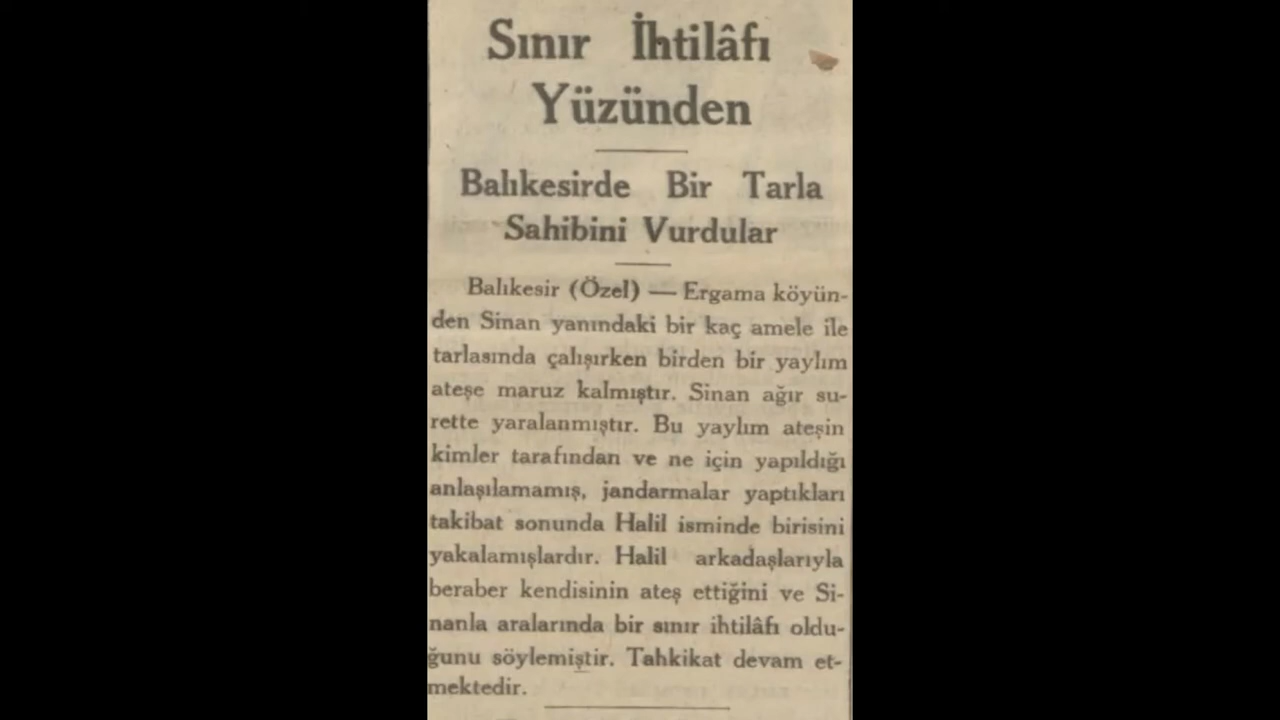 Sınır İhtilâfı
Yüzünden
Balıkesirde Bir Tarla
Sahibini Vurdular
Balıkesir (Özel) — Ergama köyün-
den Sinan yanındaki bir kaç amele ile
tarlasında çalışırken birden bir yaylım
ateşe maruz kalmıştır. Sinan ağır su-
rette yaralanmıştır. Bu yaylım ateşin
kimler tarafından ve ne için yapıldığı
anlaşılamamış, jandarmalar yaptıkları
takibat sonunda Halil isminde birisini
yakalamışlardır. Halil arkadaşlarıyla
beraber kendisinin ateş ettiğini ve Si-
nanla aralarında bir sınır ihtilâfı oldu-
ğunu söylemiştir. Tahkikat devam et-
mektedir.